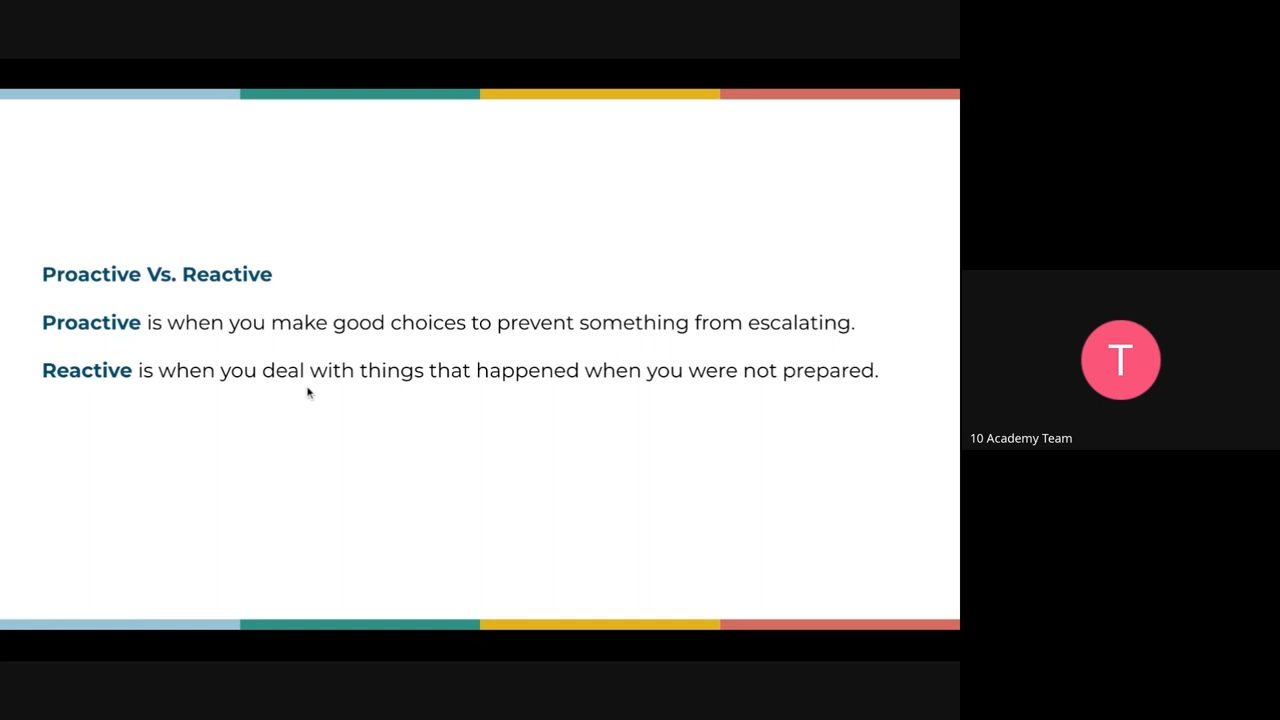 Proactive Vs. Reactive
Proactive is when you make good choices to prevent something from escalating.
Reactive is when you deal with things that happened when you were not prepared.
T
10 Academy Team